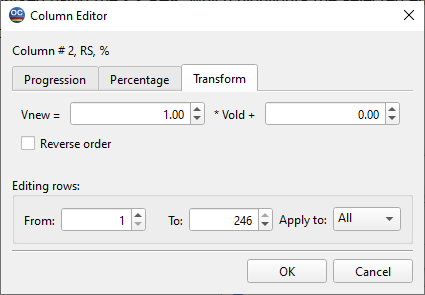 OC Column Editor
Column # 2, RS, %
Progression Percentage Transform
Vnew = 1.00 * Vold + 0.00
Reverse order
Editing rows:
From: 1 To: 246 Apply to: All
OK Cancel